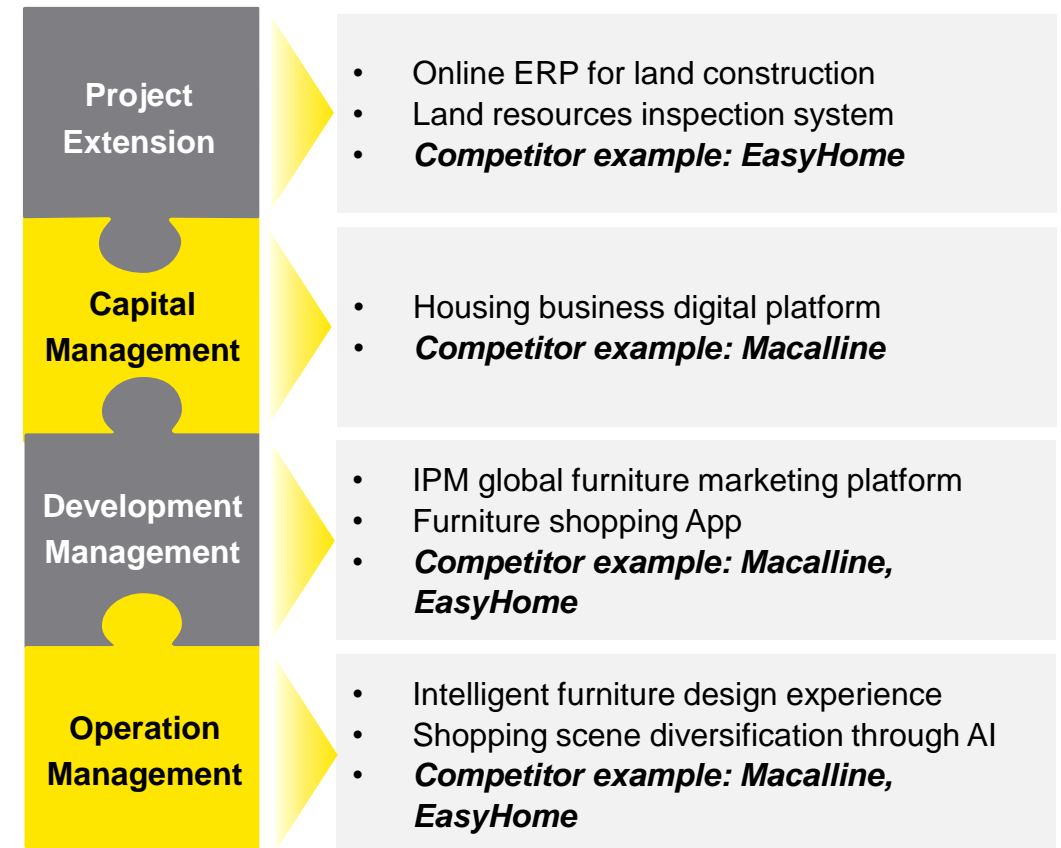 Project
Extension
• Online ERP for land construction
• Land resources inspection system
• Competitor example: EasyHome
Capital
Management
• Housing business digital platform
• Competitor example: Macalline
Development
Management
• IPM global furniture marketing platform
• Furniture shopping App
• Competitor example: Macalline,
EasyHome
Operation
Management
• Intelligent furniture design experience
• Shopping scene diversification through AI
• Competitor example: Macalline,
EasyHome